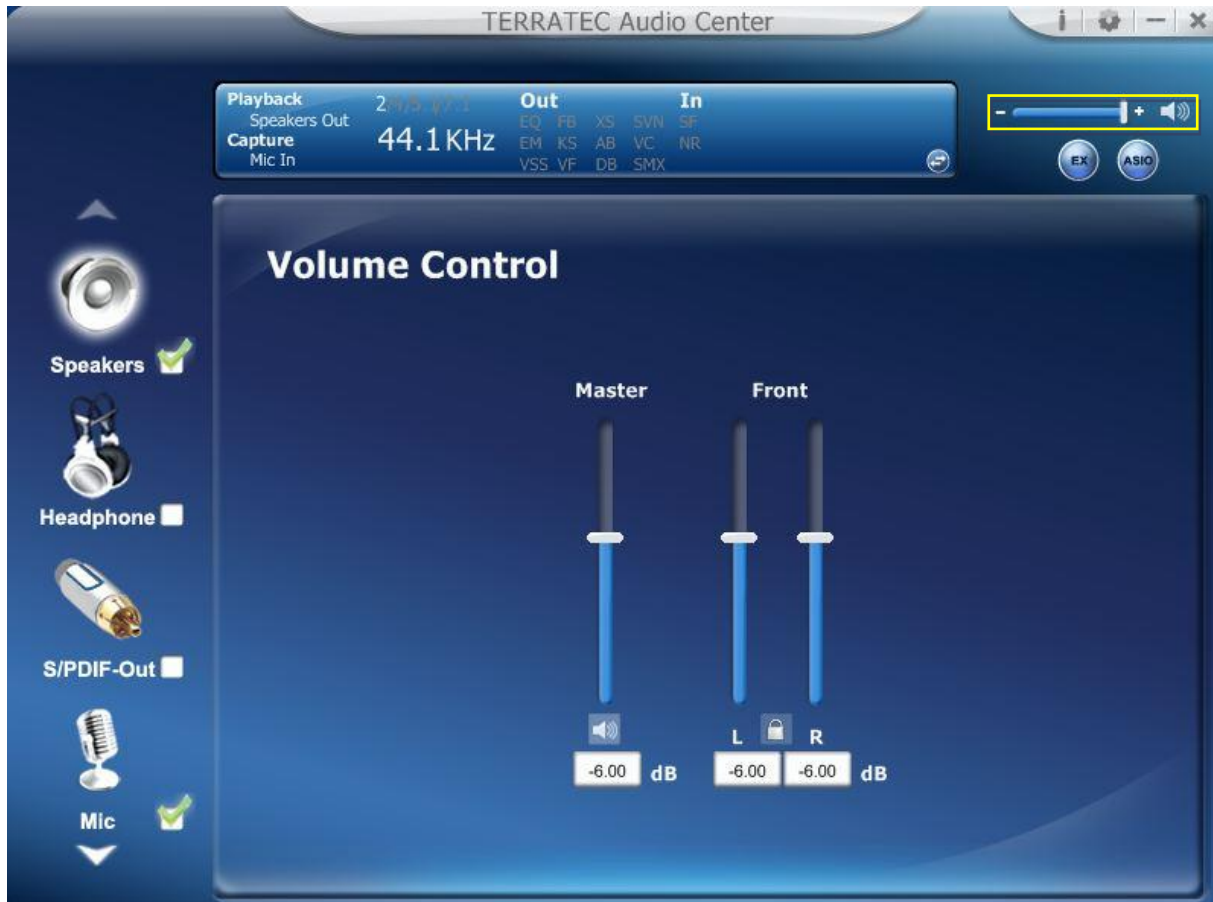 TERRATEC Audio Center
i
Playback
Speakers Out
Capture
Mic In
2
44.1 KHz
Out In
EQ FB XS SVN SF
EM KS AB VC NR
VSS VF DB SMX
- +
EX ASIO
Volume Control
Speakers
Headphone
S/PDIF-Out
Mic
Master Front
L R
-6.00 dB -6.00 -6.00 dB